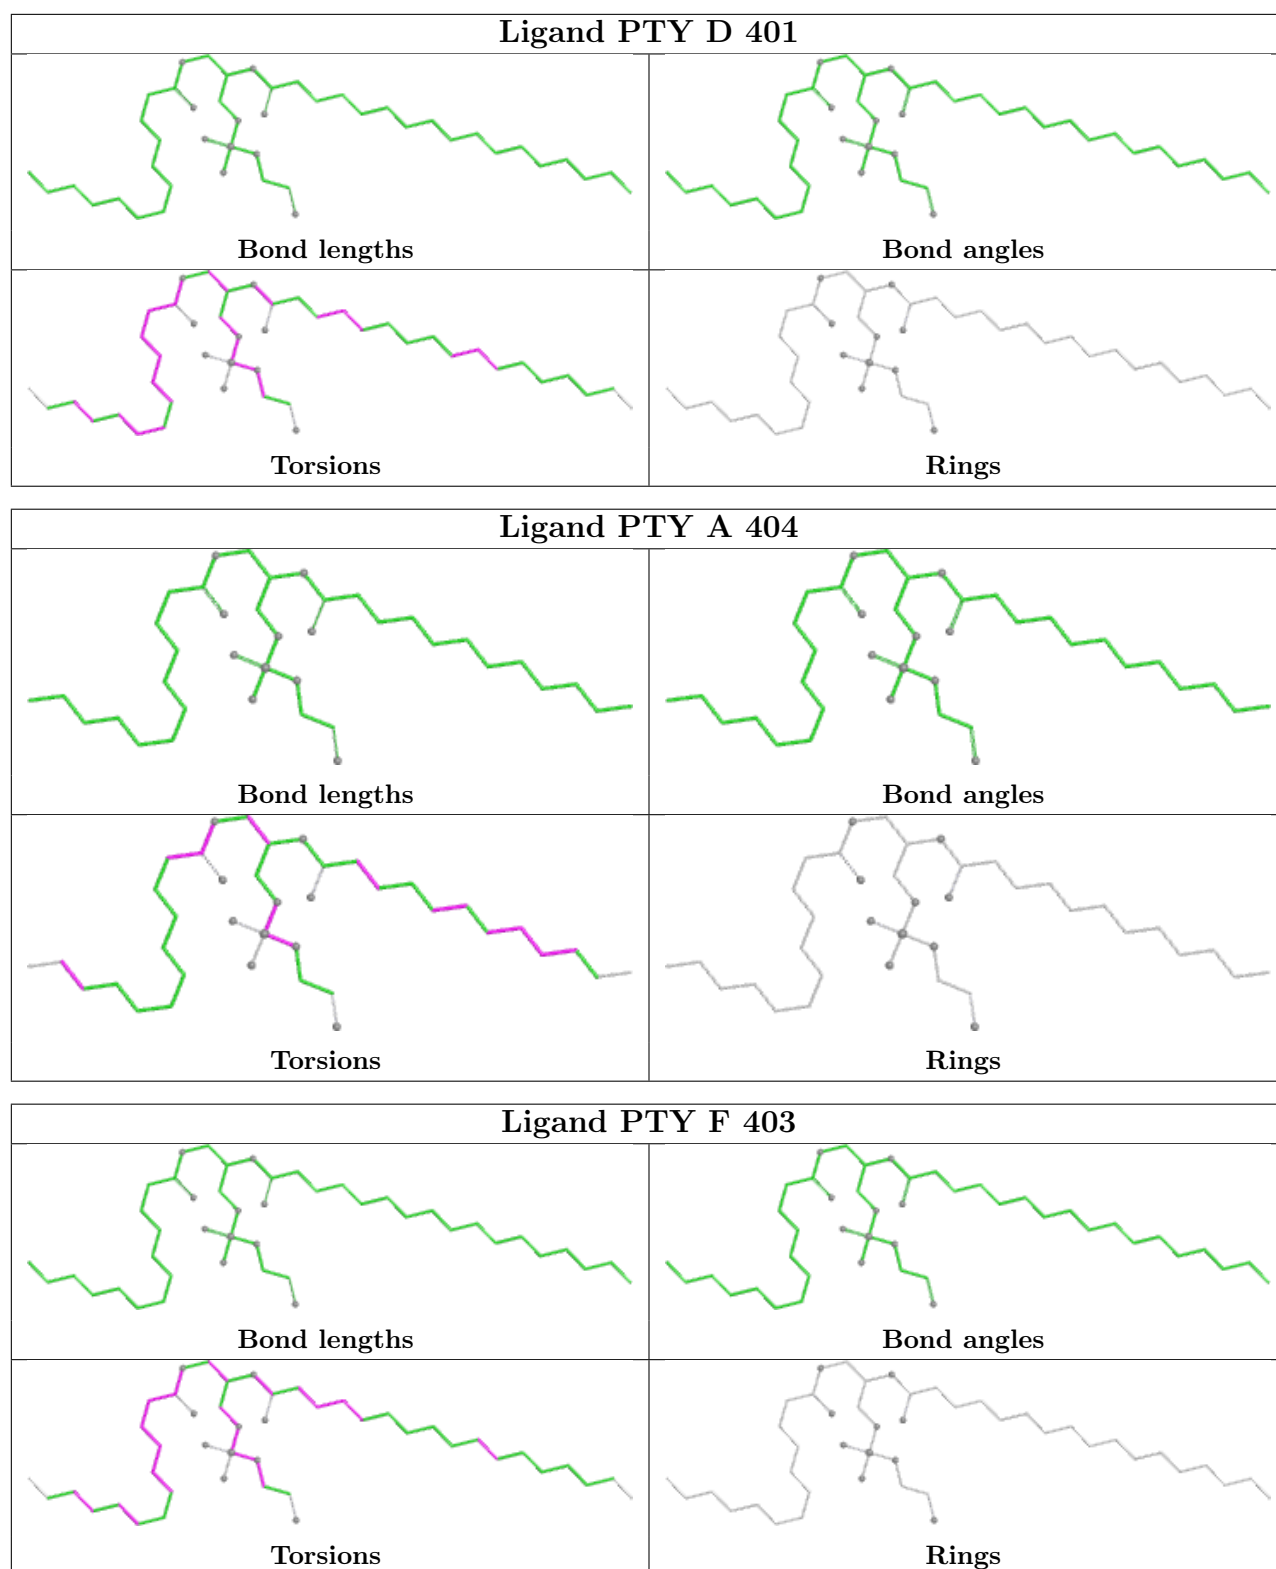 Ligand PTY D 401
Bond lengths
Bond angles
Torsions
Rings
Ligand PTY A 404
Bond lengths
Bond angles
Torsions
Rings
Ligand PTY F 403
Bond lengths
Bond angles
Torsions
Rings